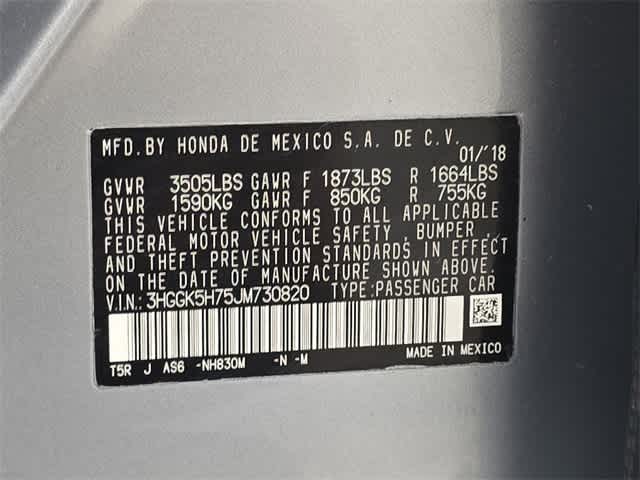 MFD. BY HONDA DE MEXICO S.A. DE C.V.
01/'18
GVWR 3505LBS GAWR F 1873LBS R 1664LBS
GVWR 1590KG GAWR F 850KG R 755KG
THIS VEHICLE CONFORMS TO ALL APPLICABLE
FEDERAL MOTOR VEHICLE SAFETY, BUMPER,
AND THEFT PREVENTION STANDARDS IN EFFECT
ON THE DATE OF MANUFACTURE SHOWN ABOVE.
V.I.N: 3HGGK5H75JM730820 TYPE:PASSENGER CAR
T5R J AS6 -NH830M -N -M MADE IN MEXICO